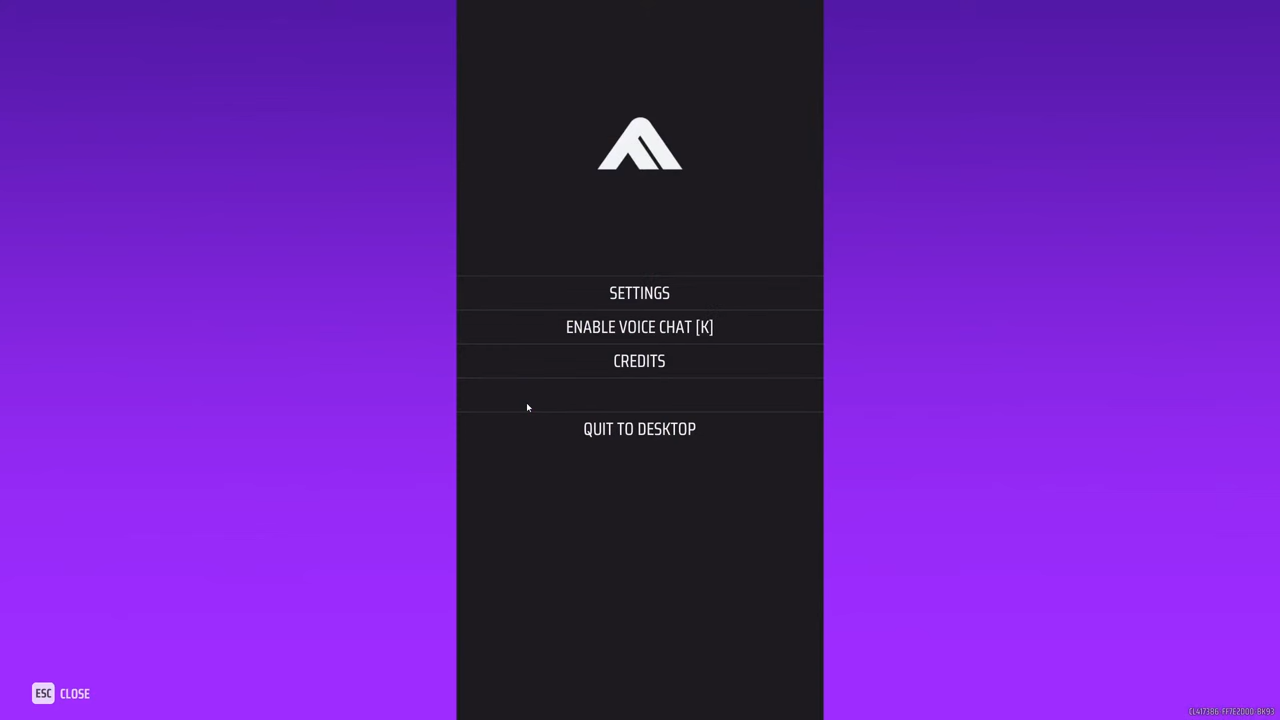 SETTINGS
ENABLE VOICE CHAT [K]
CREDITS
QUIT TO DESKTOP
ESC CLOSE